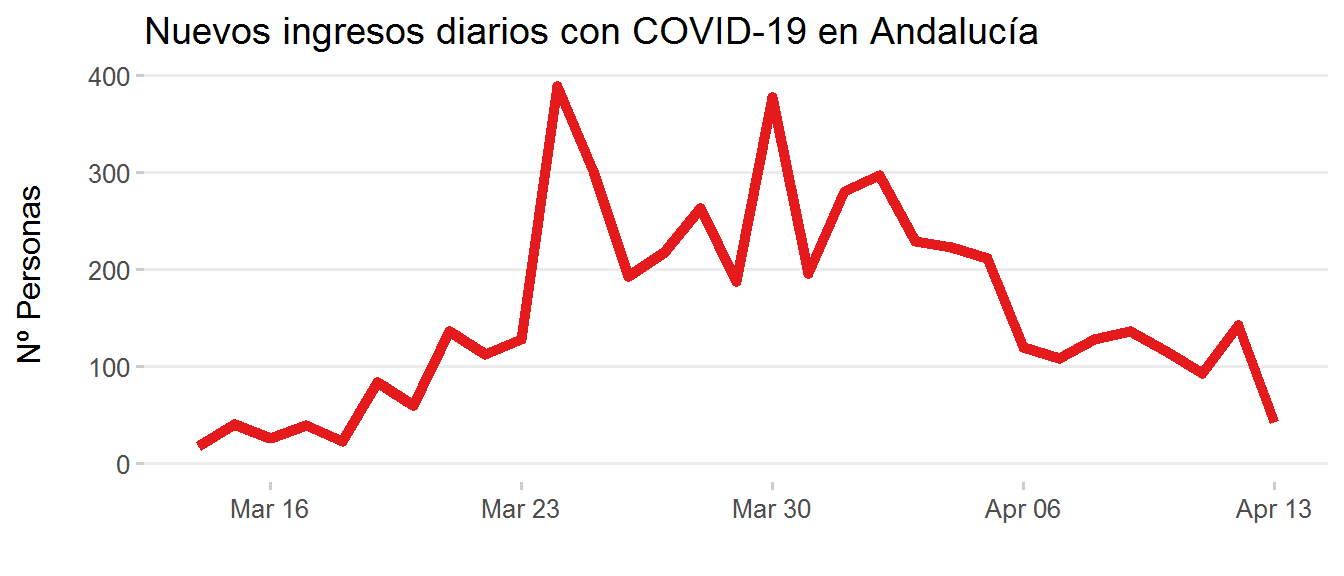 Nuevos ingresos diarios con COVID-19 en Andalucía
Nº Personas
400
300
200
100
0
Mar 16 Mar 23 Mar 30 Apr 06 Apr 13